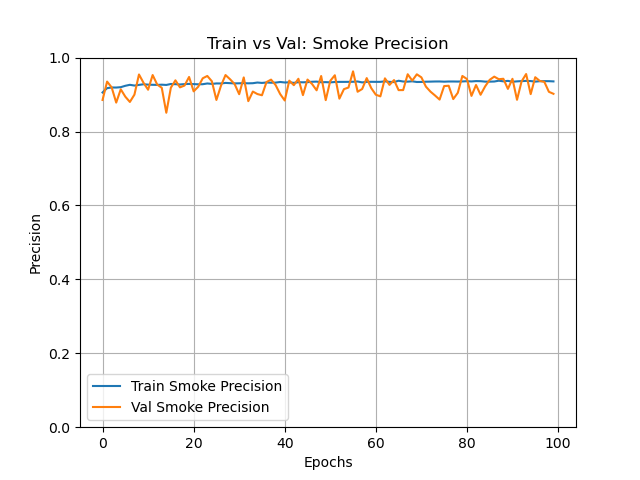 Train vs Val: Smoke Precision
1.0
0.8
0.6
0.4
0.2
0.0
Precision
Train Smoke Precision
Val Smoke Precision
0 20 40 60 80 100
Epochs